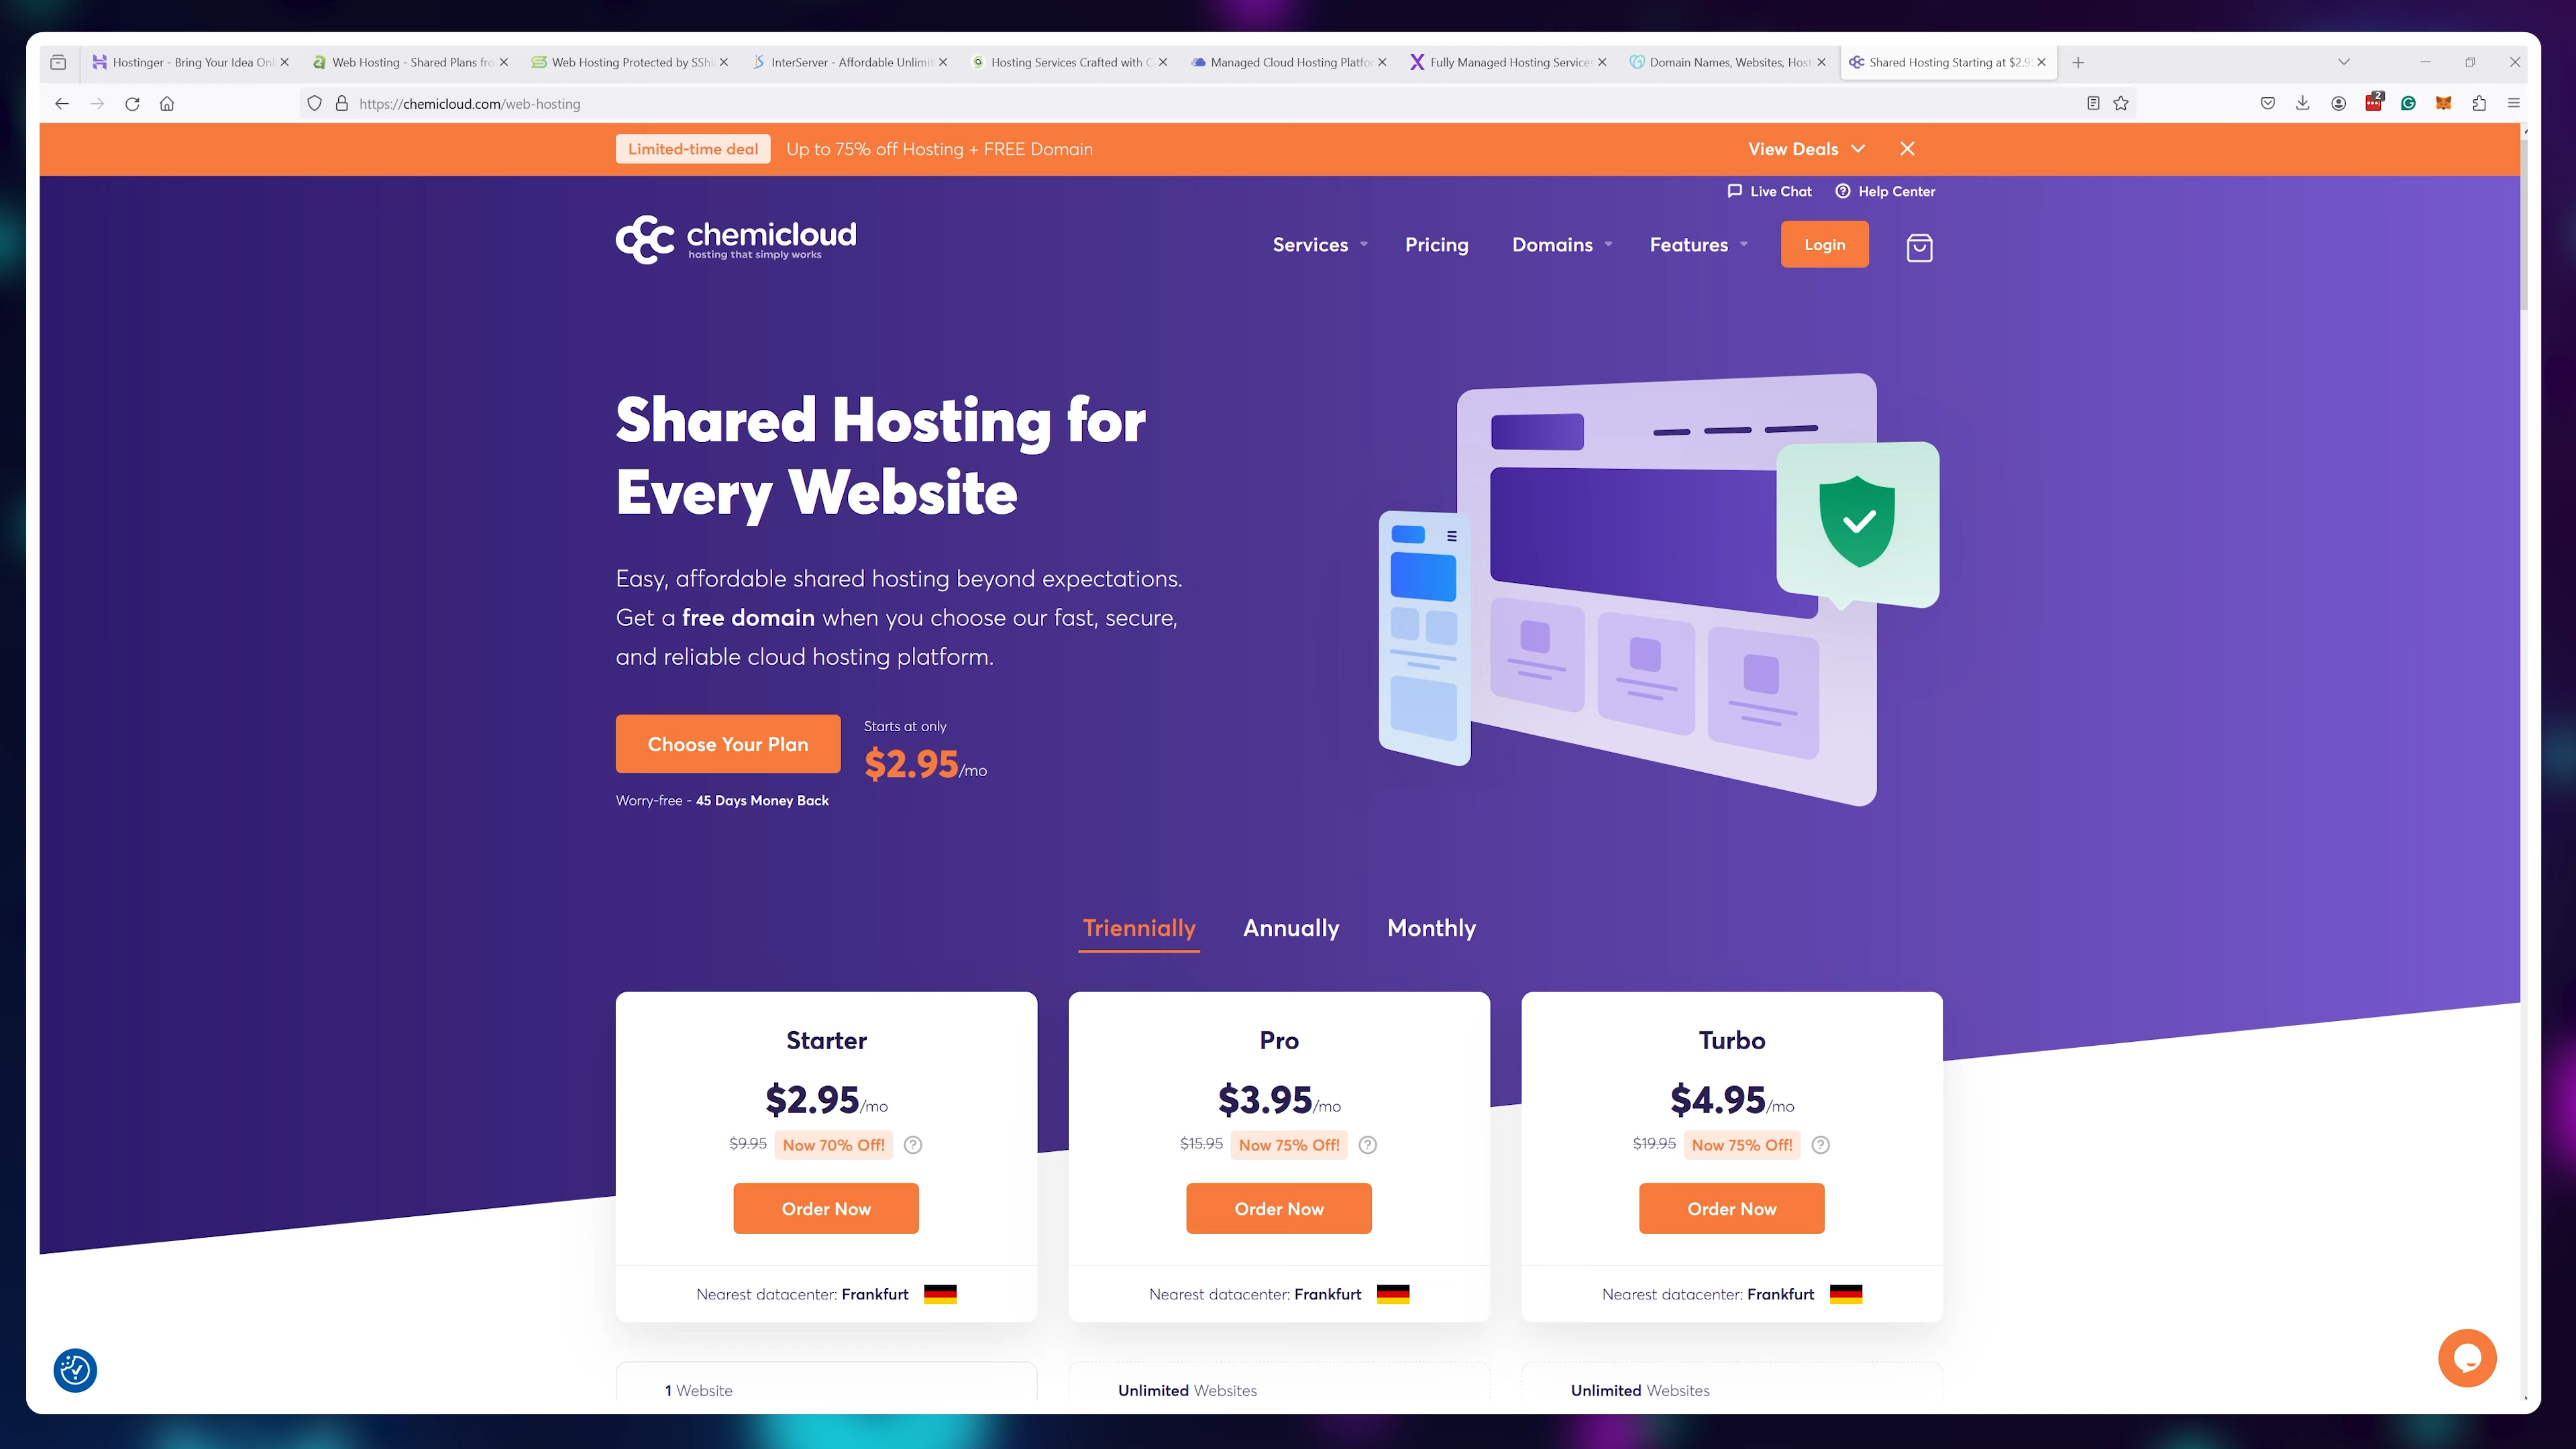 Hostinger - Bring Your Idea Onl
Web Hosting - Shared Plans fro
Web Hosting Protected by SShi
InterServer - Affordable Unlimit
Hosting Services Crafted with C
Managed Cloud Hosting Platfo
Fully Managed Hosting Services
Domain Names, Websites, Host
Shared Hosting Starting at $2.9
https://chemicloud.com/web-hosting
2
Limited-time deal
Up to 75% off Hosting + FREE Domain
View Deals
Live Chat
Help Center
chemicloud
hosting that simply works
Services
Pricing
Domains
Features
Login
Shared Hosting for
Every Website
Easy, affordable shared hosting beyond expectations.
Get a free domain when you choose our fast, secure,
and reliable cloud hosting platform.
Choose Your Plan
Starts at only
$2.95/mo
Worry-free - 45 Days Money Back
Triennially
Annually
Monthly
Starter
$2.95/mo
$9.95 Now 70% Off!
Order Now
Nearest datacenter: Frankfurt
1 Website
Pro
$3.95/mo
$15.95 Now 75% Off!
Order Now
Nearest datacenter: Frankfurt
Unlimited Websites
Turbo
$4.95/mo
$19.95 Now 75% Off!
Order Now
Nearest datacenter: Frankfurt
Unlimited Websites